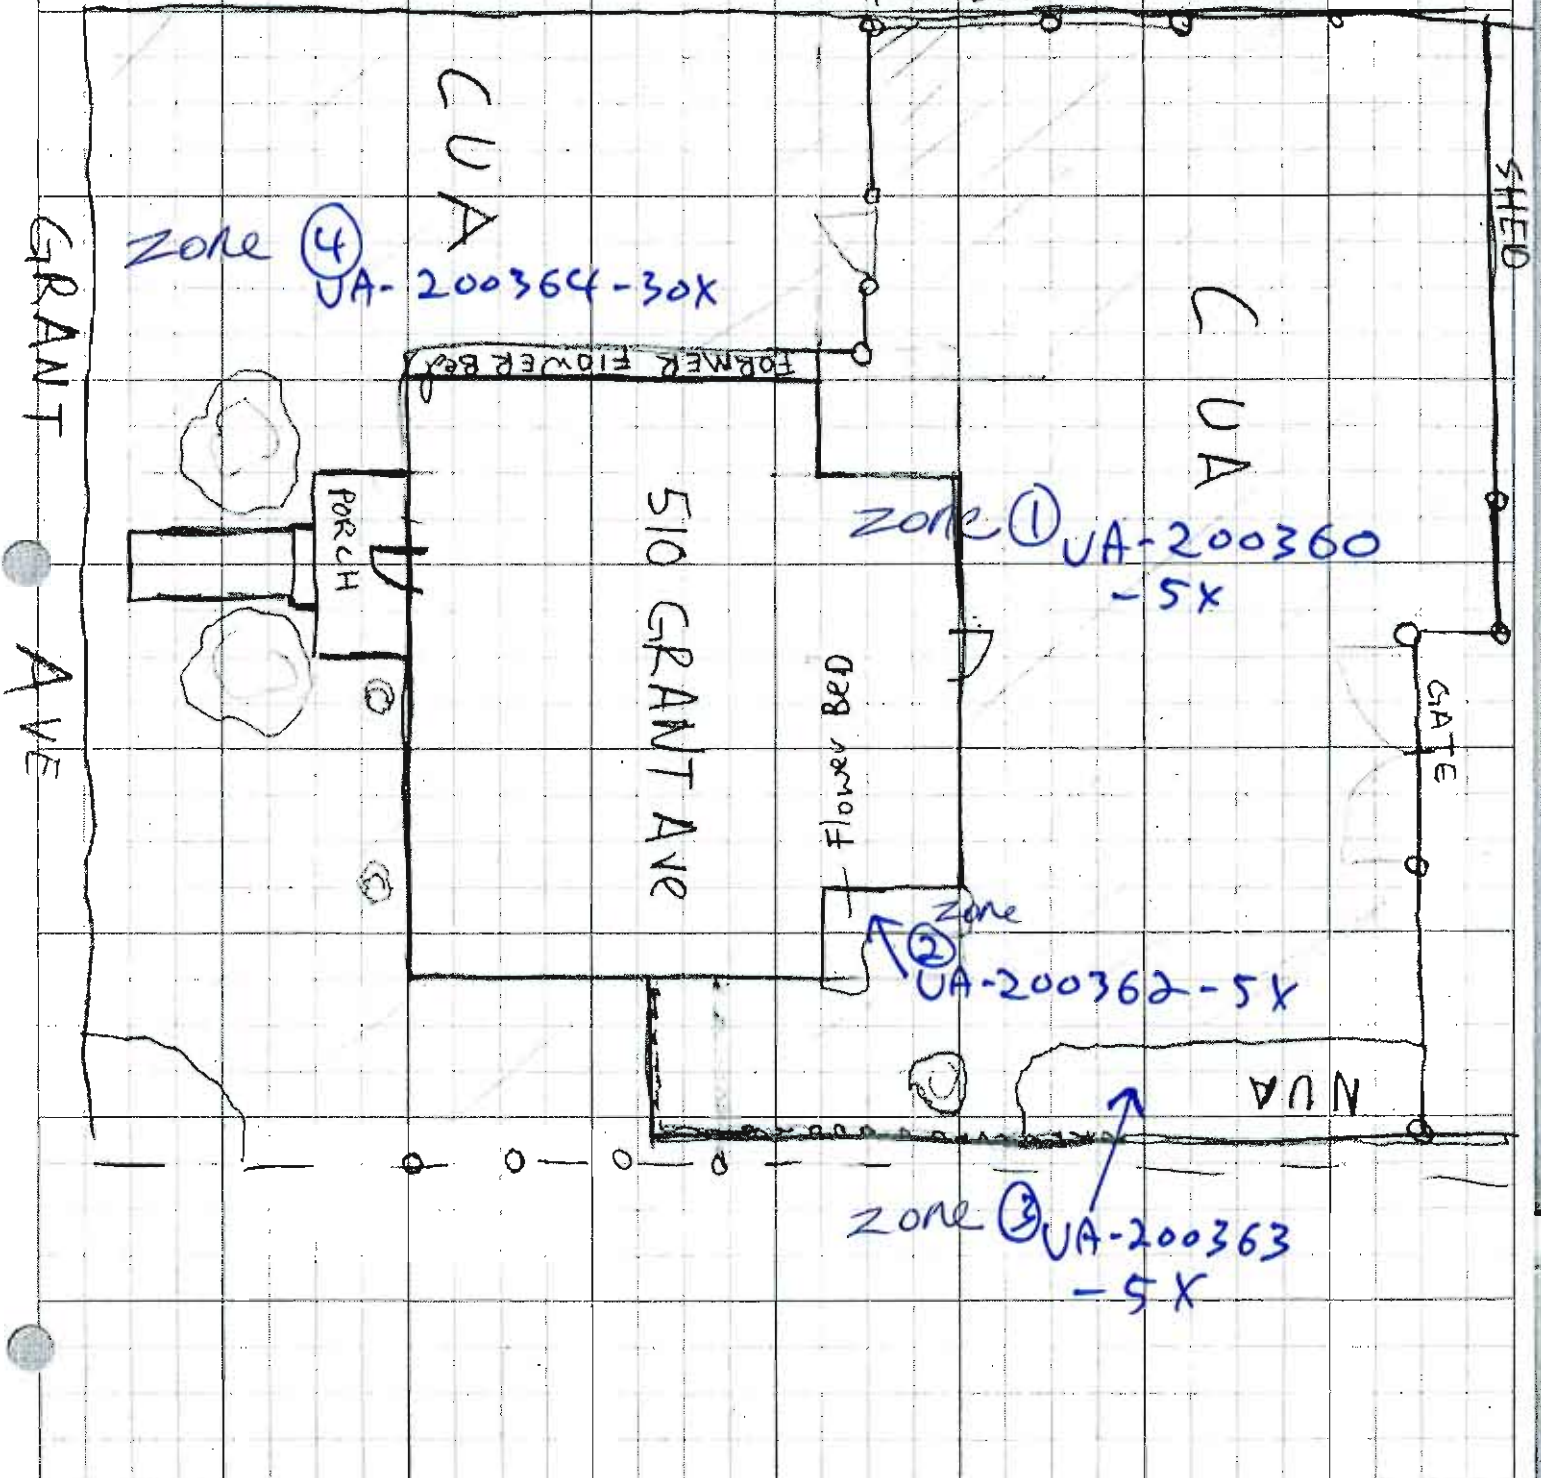 SHED
CUA
CUA
zone ④
UA-200364-30X
GRANT AVE
FORMER FLOWER Bed
PORCH
510 GRANT AVe
zone ①
UA-200360
-5X
GATE
Flower BeD
zone
②
UA-200362-5X
NUA
zone ③
UA-200363
-5X